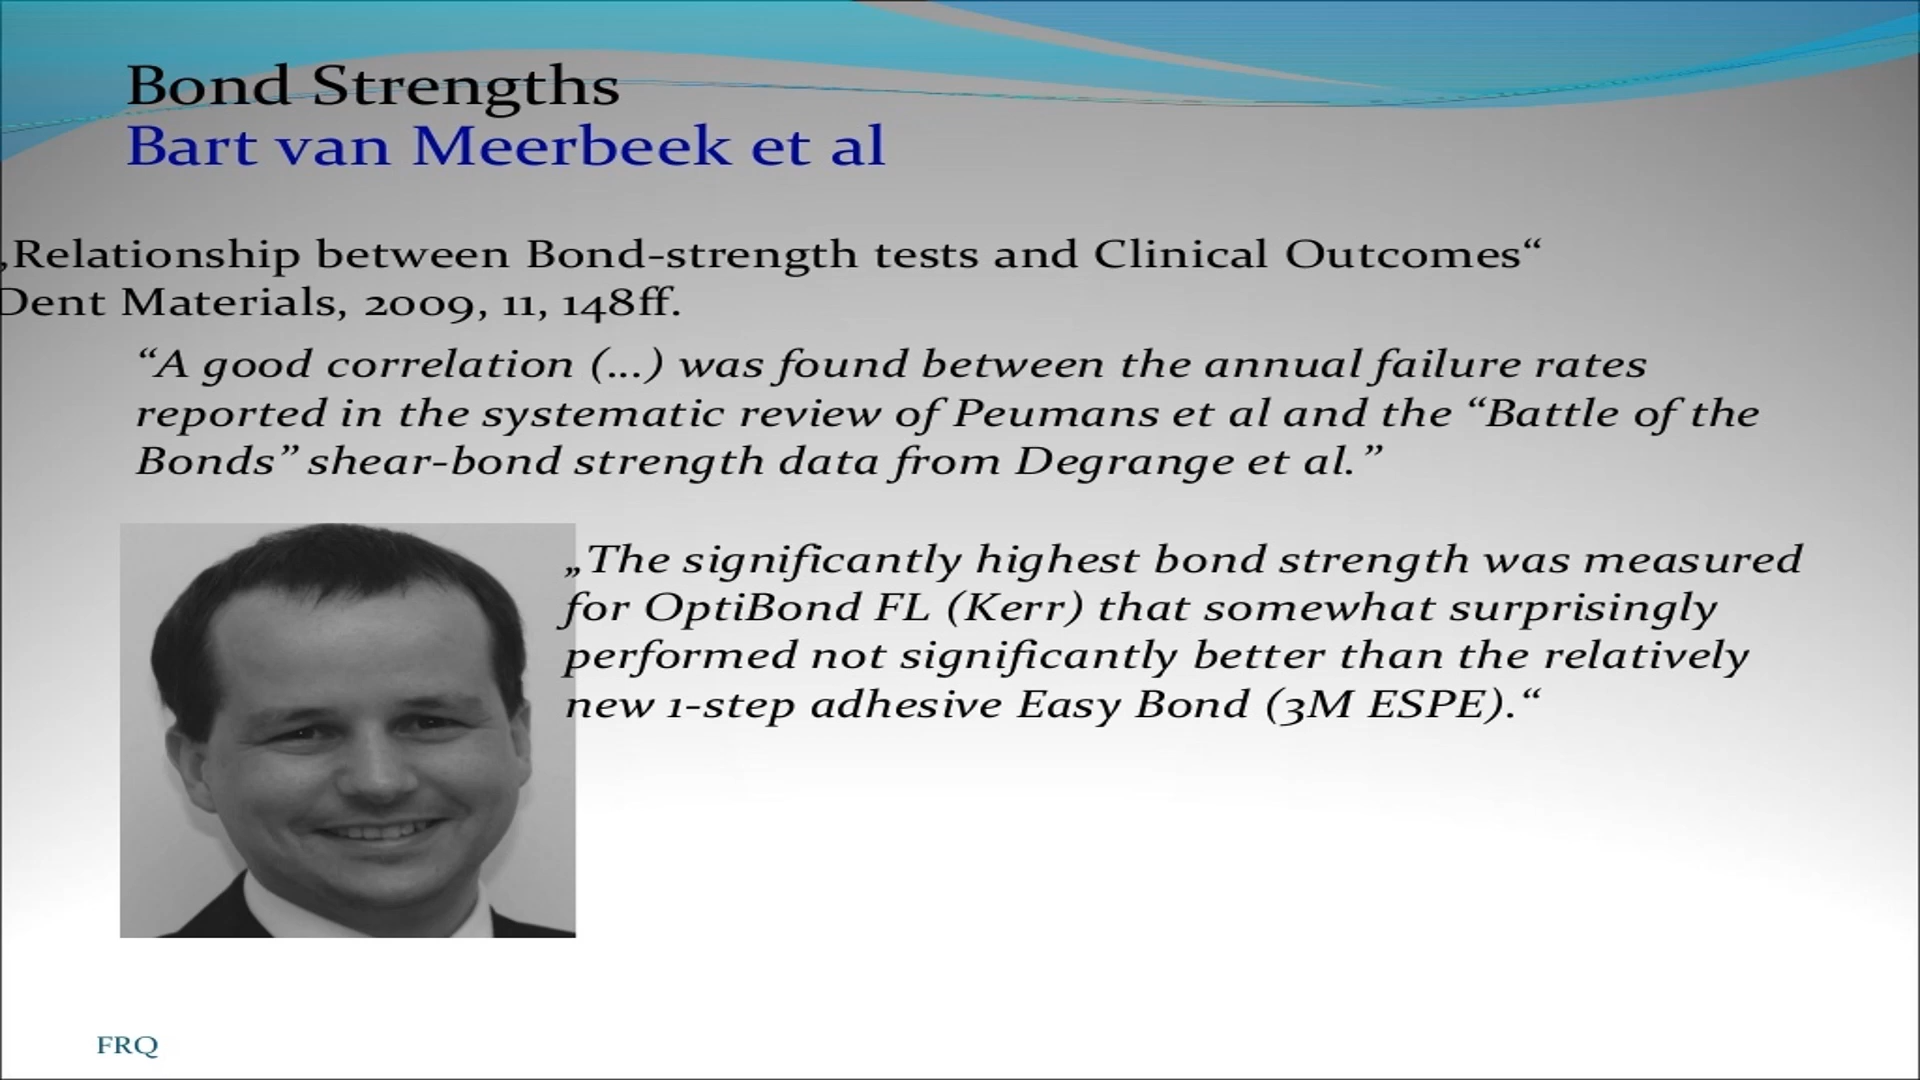 Bond Strengths
Bart van Meerbeek et al
„Relationship between Bond-strength tests and Clinical Outcomes“
Dent Materials, 2009, 11, 148ff.
“A good correlation (...) was found between the annual failure rates
reported in the systematic review of Peumans et al and the “Battle of the
Bonds” shear-bond strength data from Degrange et al.”
„The significantly highest bond strength was measured
for OptiBond FL (Kerr) that somewhat surprisingly
performed not significantly better than the relatively
new 1-step adhesive Easy Bond (3M ESPE).“
FRQ